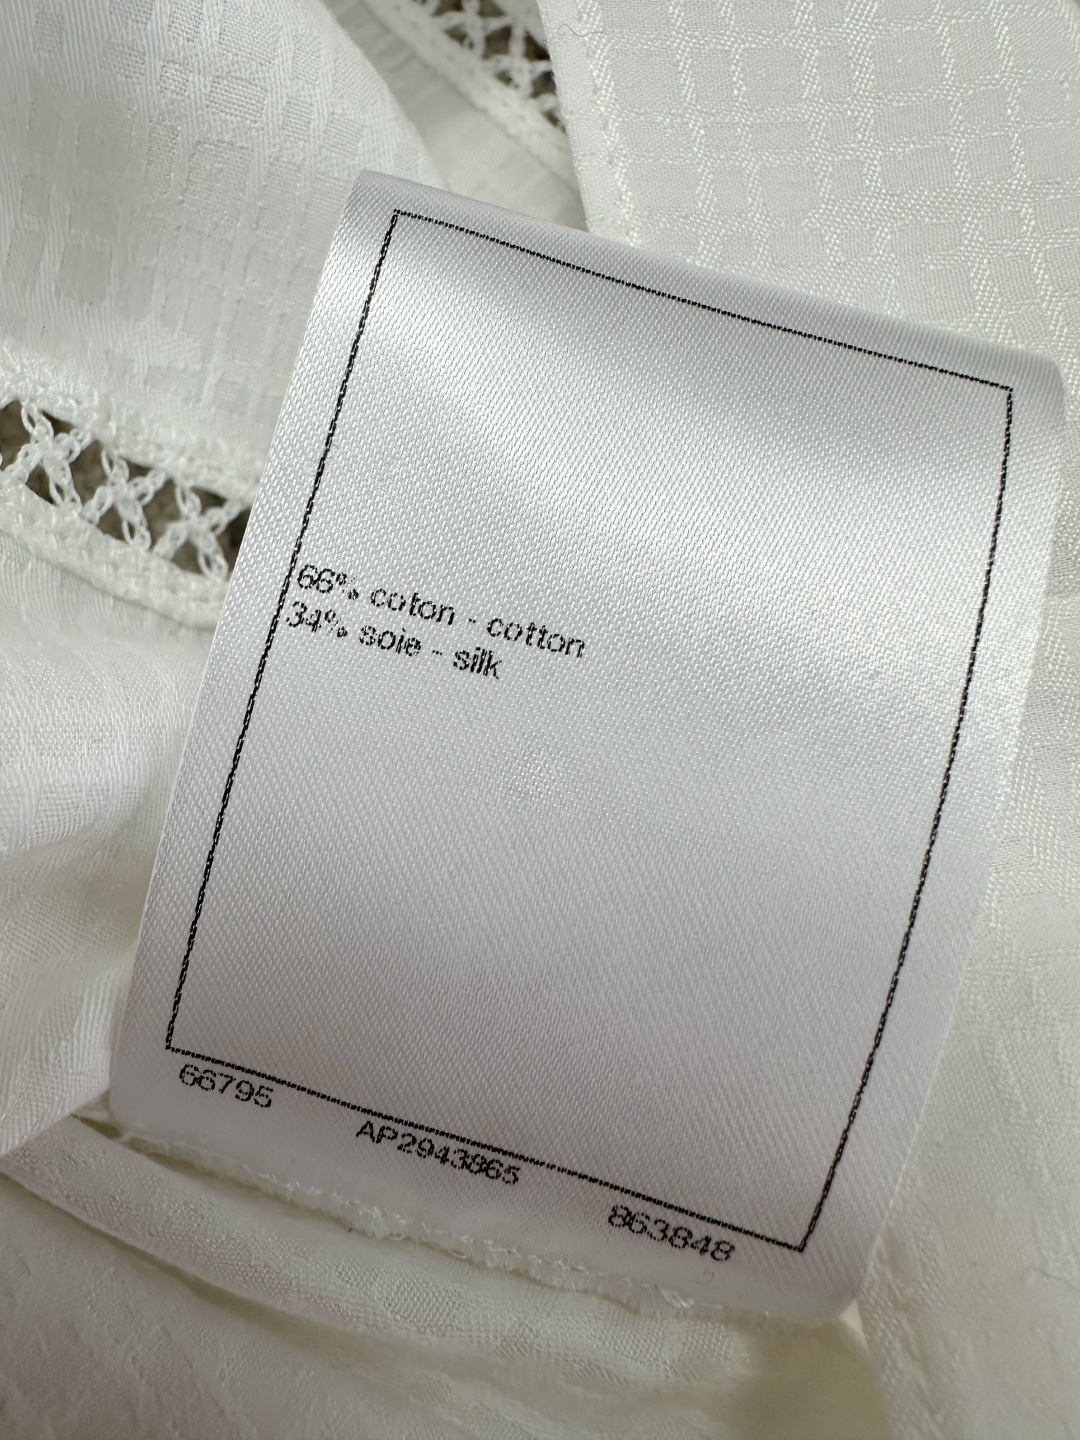 66% coton - cotton
34% soie - silk
66795
AP2943865
863848